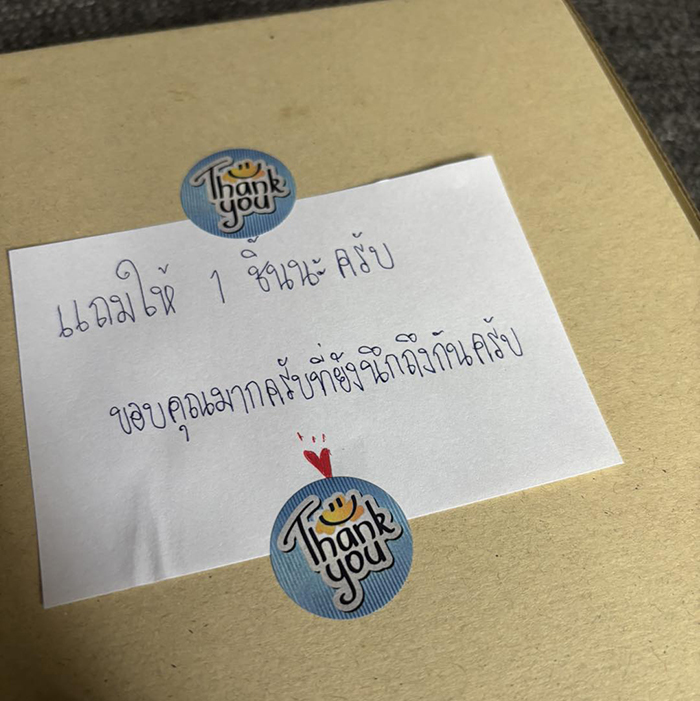 Thank
you
แถมให้ 1 ชิ้นนะครับ
ขอบคุณมากครับที่ยังนึกถึงกันครับ
Thank
you